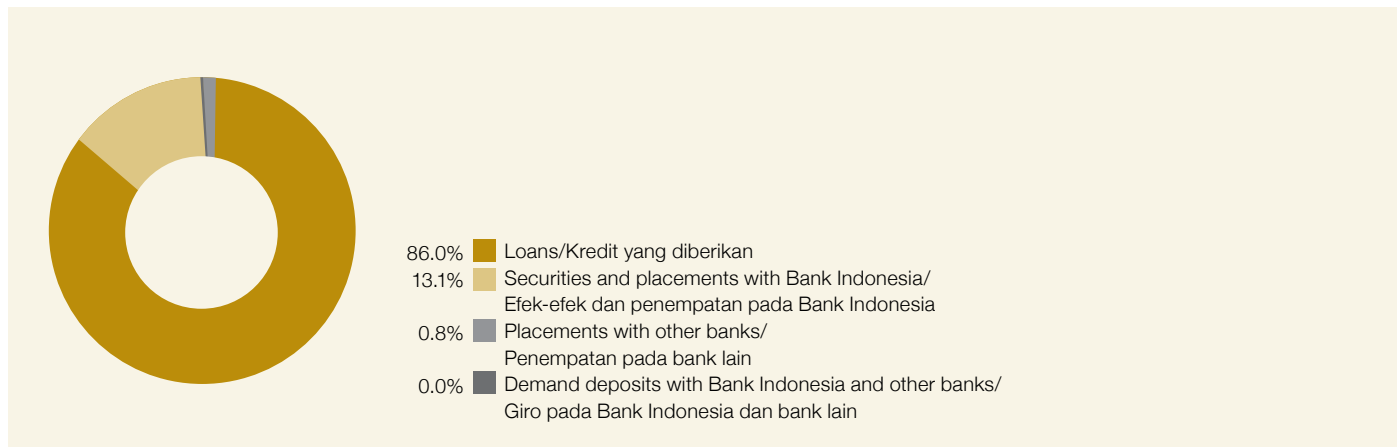 86.0% Loans/Kredit yang diberikan
13.1% Securities and placements with Bank Indonesia/
Efek-efek dan penempatan pada Bank Indonesia
0.8% Placements with other banks/
Penempatan pada bank lain
0.0% Demand deposits with Bank Indonesia and other banks/
Giro pada Bank Indonesia dan bank lain